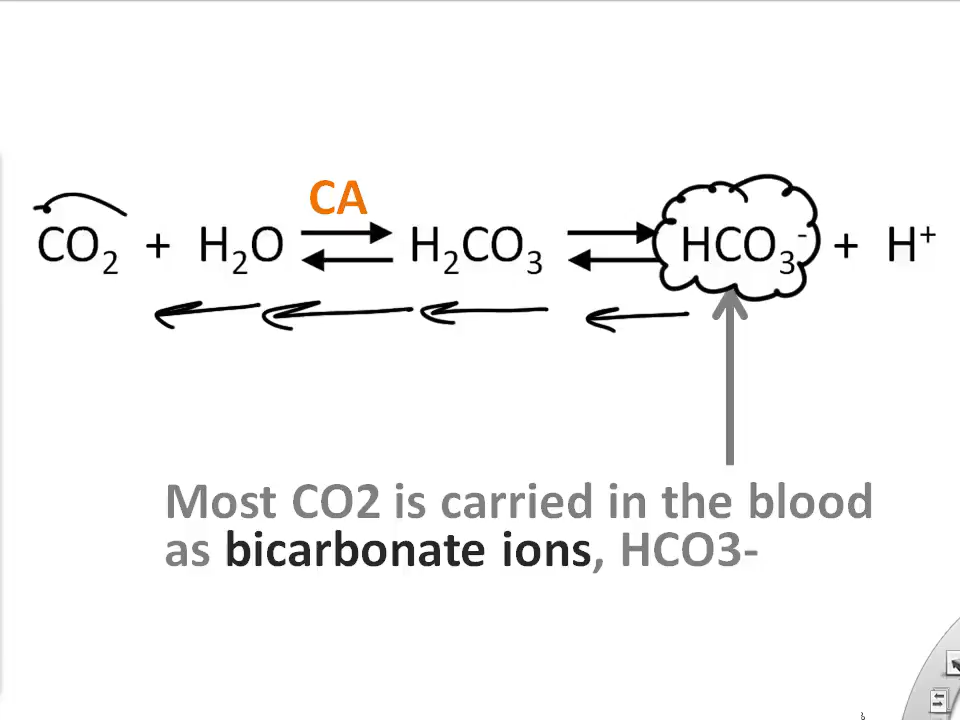 CA
CO₂ + H₂O ⇌ H₂CO₃ ⇌ HCO₃⁻ + H⁺
Most CO2 is carried in the blood
as bicarbonate ions, HCO3-